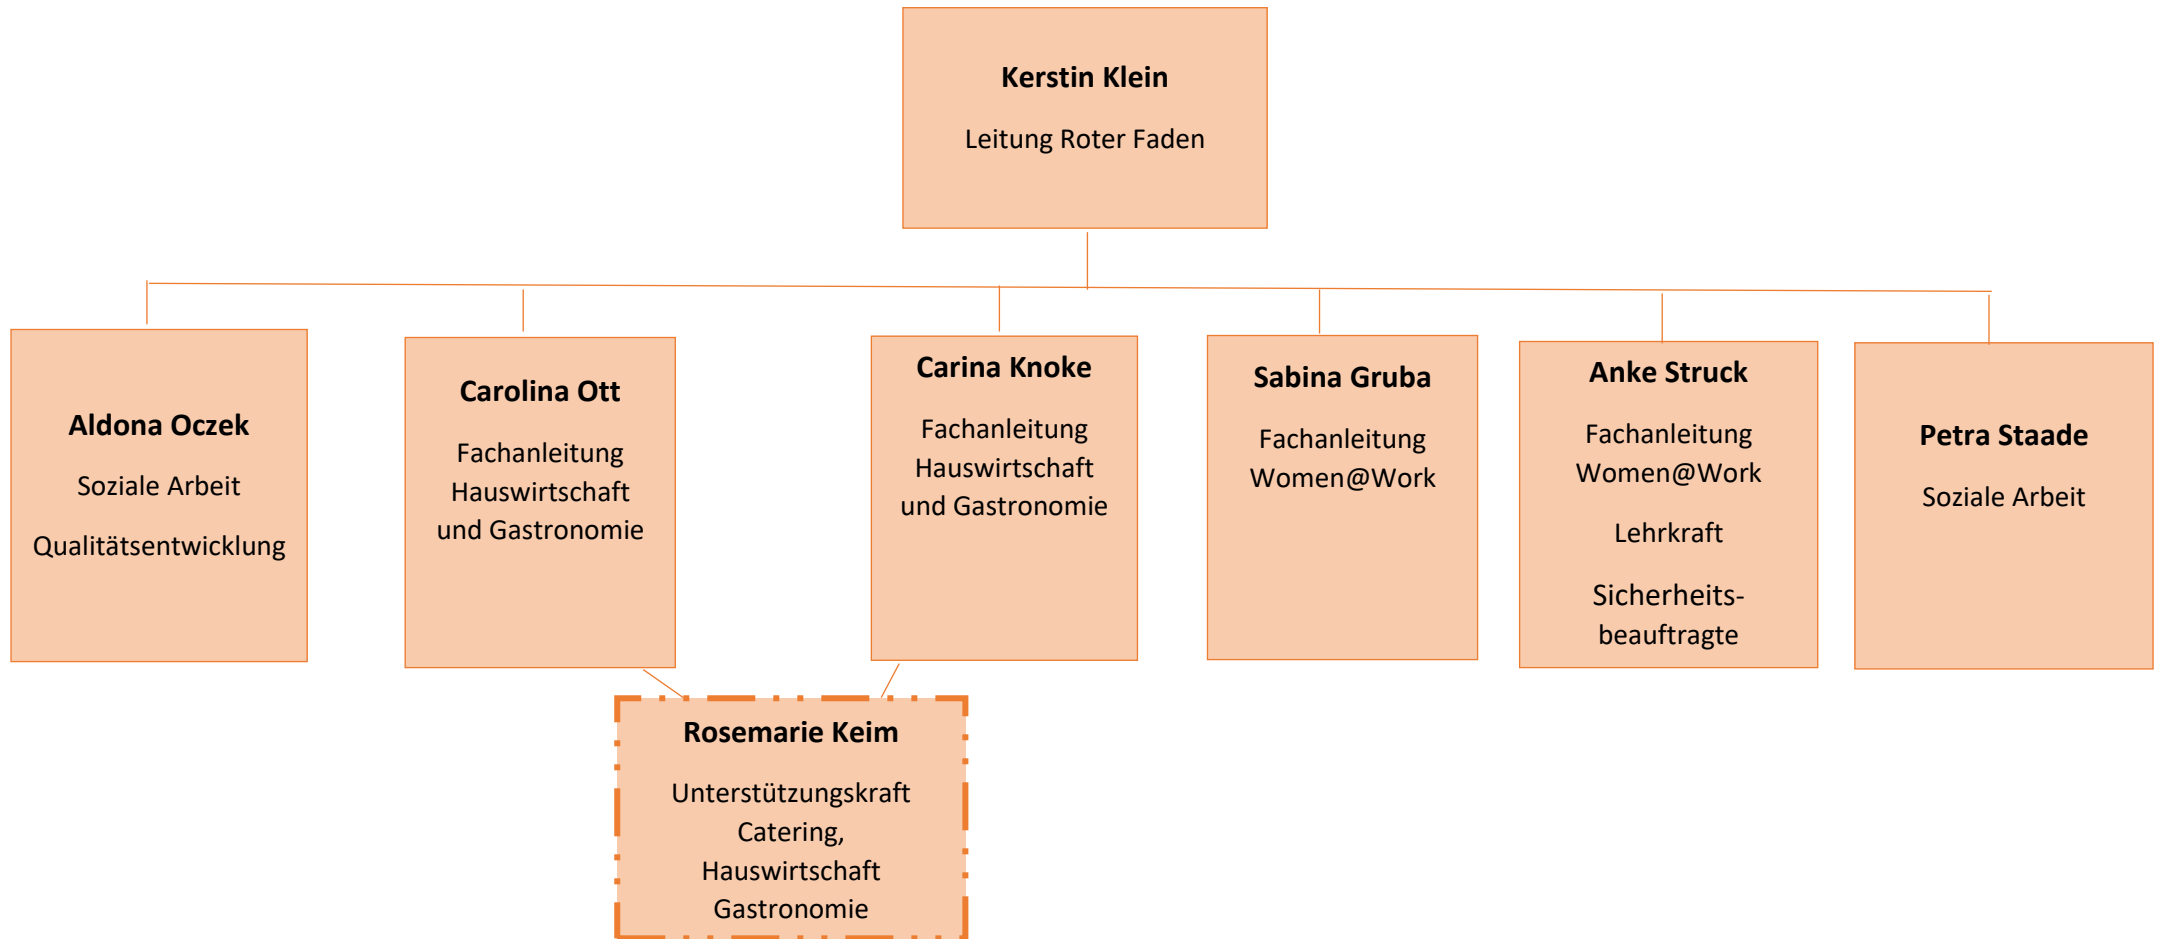 Kerstin Klein
Leitung Roter Faden
Aldona Oczek
Soziale Arbeit
Qualitätsentwicklung
Carolina Ott
Fachanleitung
Hauswirtschaft
und Gastronomie
Carina Knoke
Fachanleitung
Hauswirtschaft
und Gastronomie
Sabina Gruba
Fachanleitung
Women@Work
Anke Struck
Fachanleitung
Women@Work
Lehrkraft
Sicherheits-
beauftragte
Petra Staade
Soziale Arbeit
Rosemarie Keim
Unterstützungskraft
Catering,
Hauswirtschaft
Gastronomie